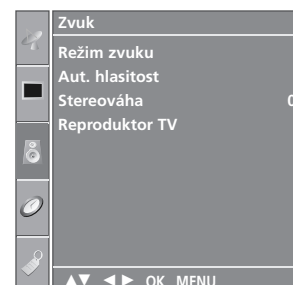 Zvuk
Režim zvuku
Aut. hlasitost
Stereováha 0
Reproduktor TV
▲▼ ◄► OK MENU